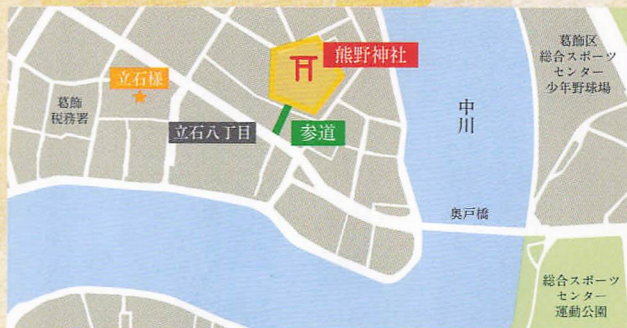 熊野神社
立石様
葛飾
税務署
立石八丁目
参道
中川
葛飾区
総合スポーツ
センター
少年野球場
奥戸橋
総合スポーツ
センター
運動公園